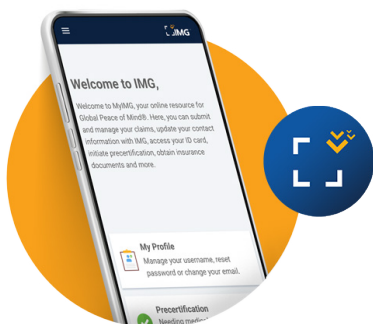 IMG
Welcome to IMG,
Welcome to MyIMG, your online resource for
Global Peace of Mind®. Here, you can submit
and manage your claims, update your contact
information with IMG, access your ID card,
initiate precertification, obtain insurance
documents and more.
My Profile
Manage your username, reset
password or change your email.
Precertification
Needing medical